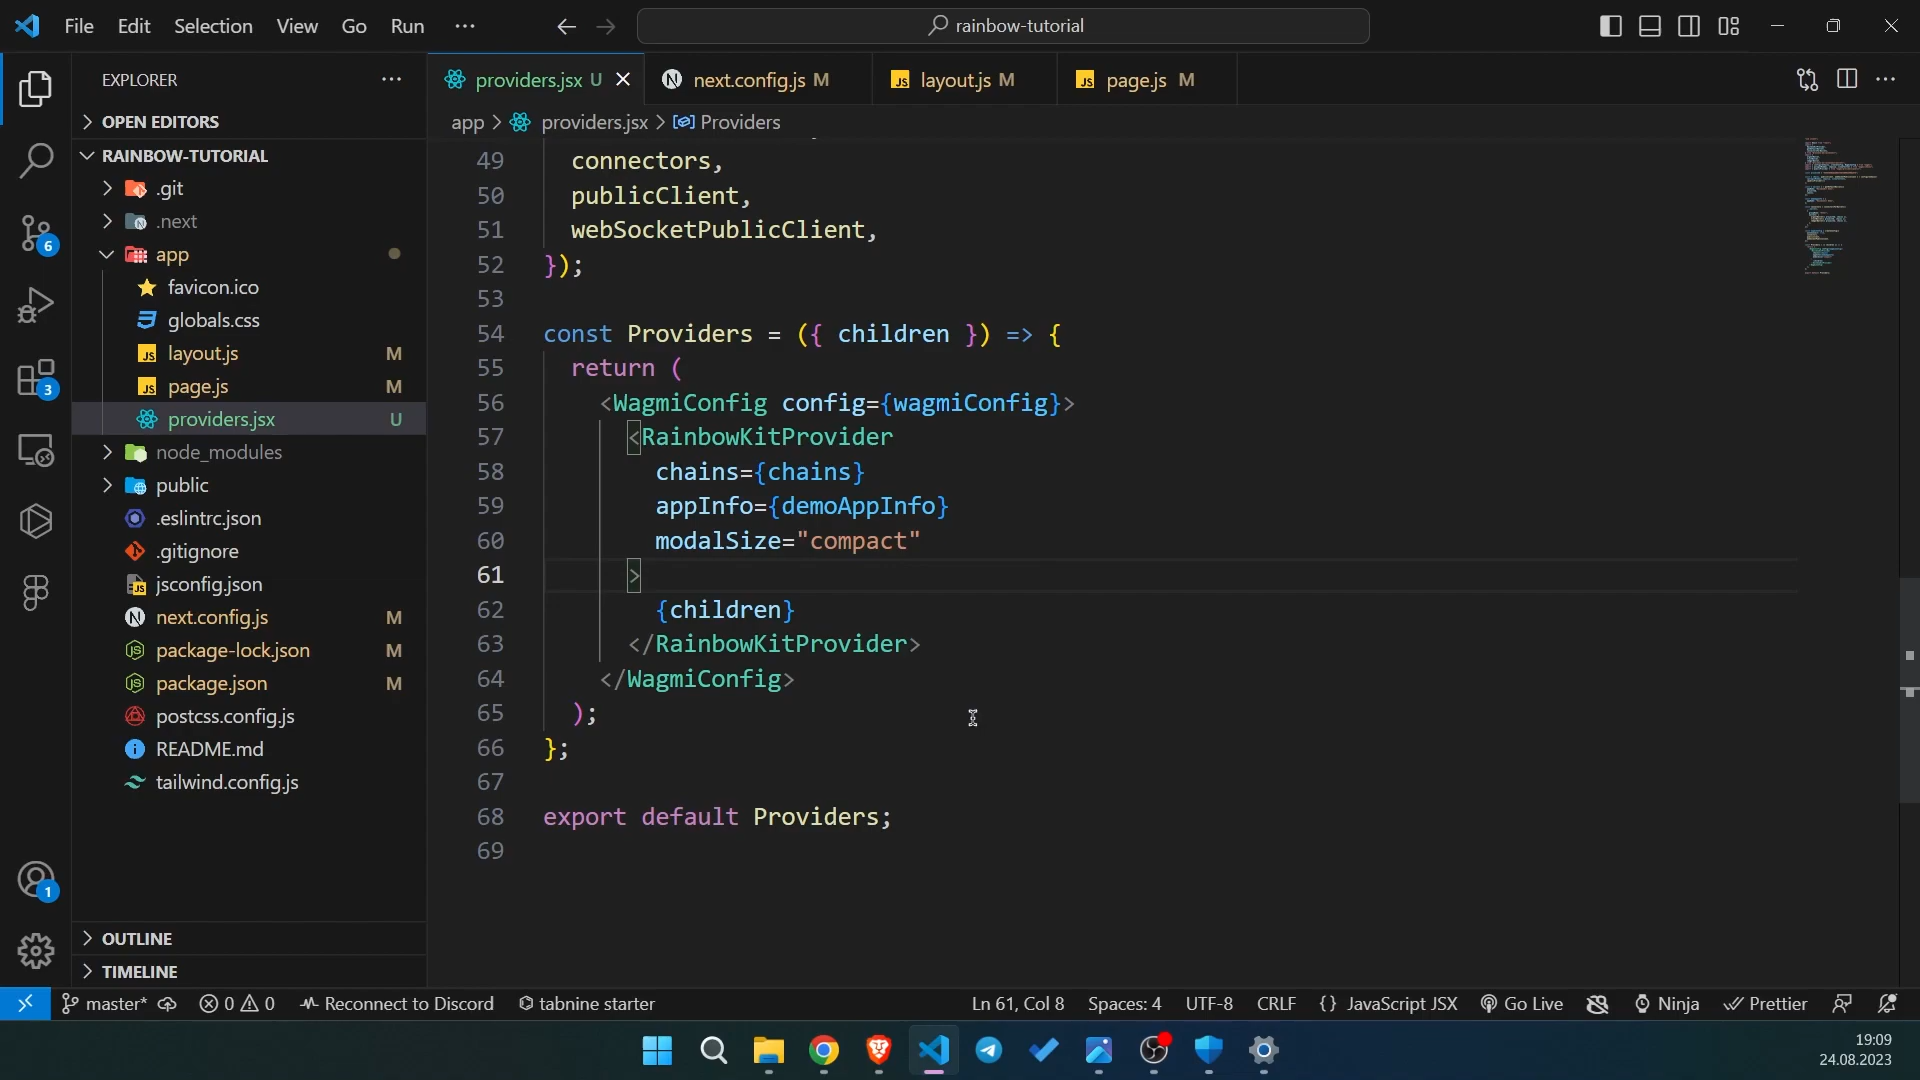 File Edit Selection View Go Run ···
rainbow-tutorial
EXPLORER ···
OPEN EDITORS
RAINBOW-TUTORIAL
.git
.next
app
favicon.ico
globals.css
layout.js M
page.js M
providers.jsx U
node_modules
public
.eslintrc.json
.gitignore
jsconfig.json
next.config.js M
package-lock.json M
package.json M
postcss.config.js
README.md
tailwind.config.js
OUTLINE
TIMELINE
6
3
1
providers.jsx U next.config.js M layout.js M page.js M
app > providers.jsx > Providers
49 connectors,
50 publicClient,
51 webSocketPublicClient,
52 });
53
54 const Providers = ({ children }) => {
55 return (
56 <WagmiConfig config={wagmiConfig}>
57 <RainbowKitProvider
58 chains={chains}
59 appInfo={demoAppInfo}
60 modalSize="compact"
61 >
62 {children}
63 </RainbowKitProvider>
64 </WagmiConfig>
65 );
66 };
67
68 export default Providers;
69
master* 0 0 Reconnect to Discord tabnine starter Ln 61, Col 8 Spaces: 4 UTF-8 CRLF {} JavaScript JSX Go Live Ninja Prettier
19:09
24.08.2023